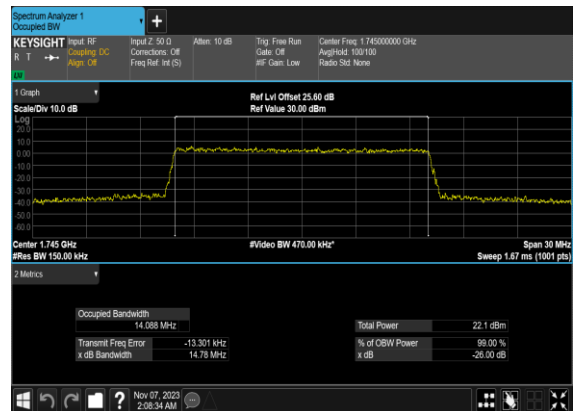 Spectrum Analyzer 1
Occupied BW
+
KEYSIGHT Input: RF Input Z: 50 Ω Atten: 10 dB Trig: Free Run Center Freq: 1.745000000 GHz
R T Coupling: DC Corrections: Off Gate: Off Avg|Hold: 100/100
Align: Off Freq Ref: Int (S) #IF Gain: Low Radio Std: None
LW
1 Graph Ref Lvl Offset 25.60 dB
Scale/Div 10.0 dB Ref Value 30.00 dBm
Log
20.0
10.0
0.00
-10.0
-20.0
-30.0
-40.0
-50.0
-60.0
Center 1.745 GHz #Video BW 470.00 kHz* Span 30 MHz
#Res BW 150.00 kHz Sweep 1.67 ms (1001 pts)
2 Metrics
Occupied Bandwidth
14.088 MHz Total Power 22.1 dBm
Transmit Freq Error -13.301 kHz % of OBW Power 99.00 %
x dB Bandwidth 14.78 MHz x dB -26.00 dB
? Nov 07, 2023
2:08:34 AM